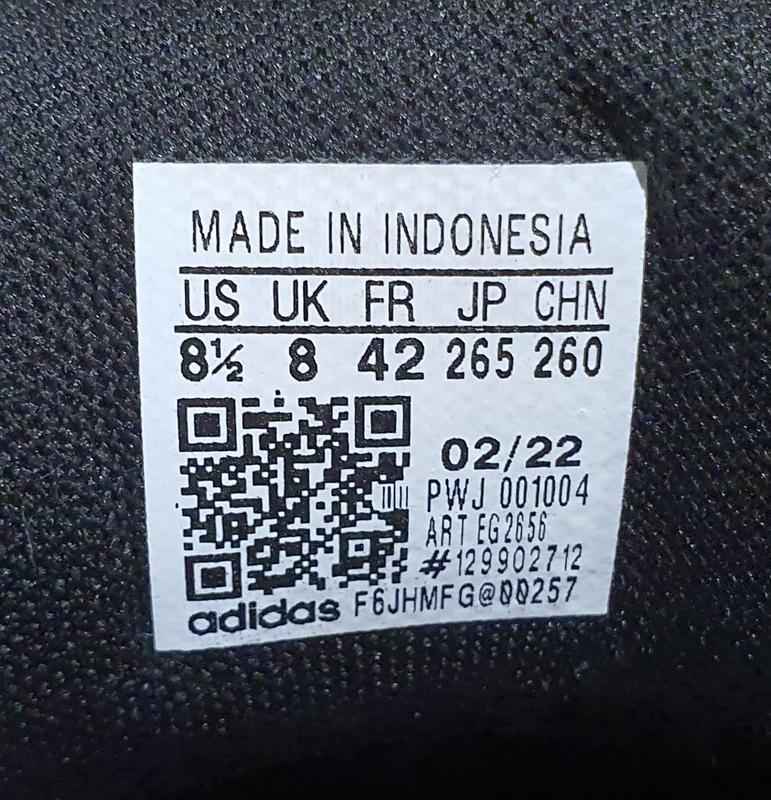 MADE IN INDONESIA
US UK FR JP CHN
8½ 8 42 265 260
02/22
PWJ 001004
ART EG2656
#129902712
adidas F6JHMFG@00257